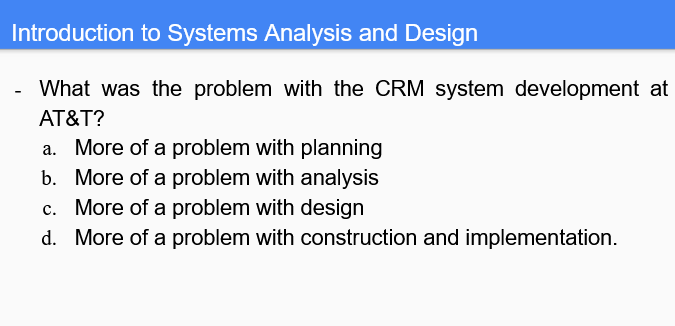 Introduction to Systems Analysis and Design
- What was the problem with the CRM system development at
AT&T?
a. More of a problem with planning
b. More of a problem with analysis
c. More of a problem with design
d. More of a problem with construction and implementation.